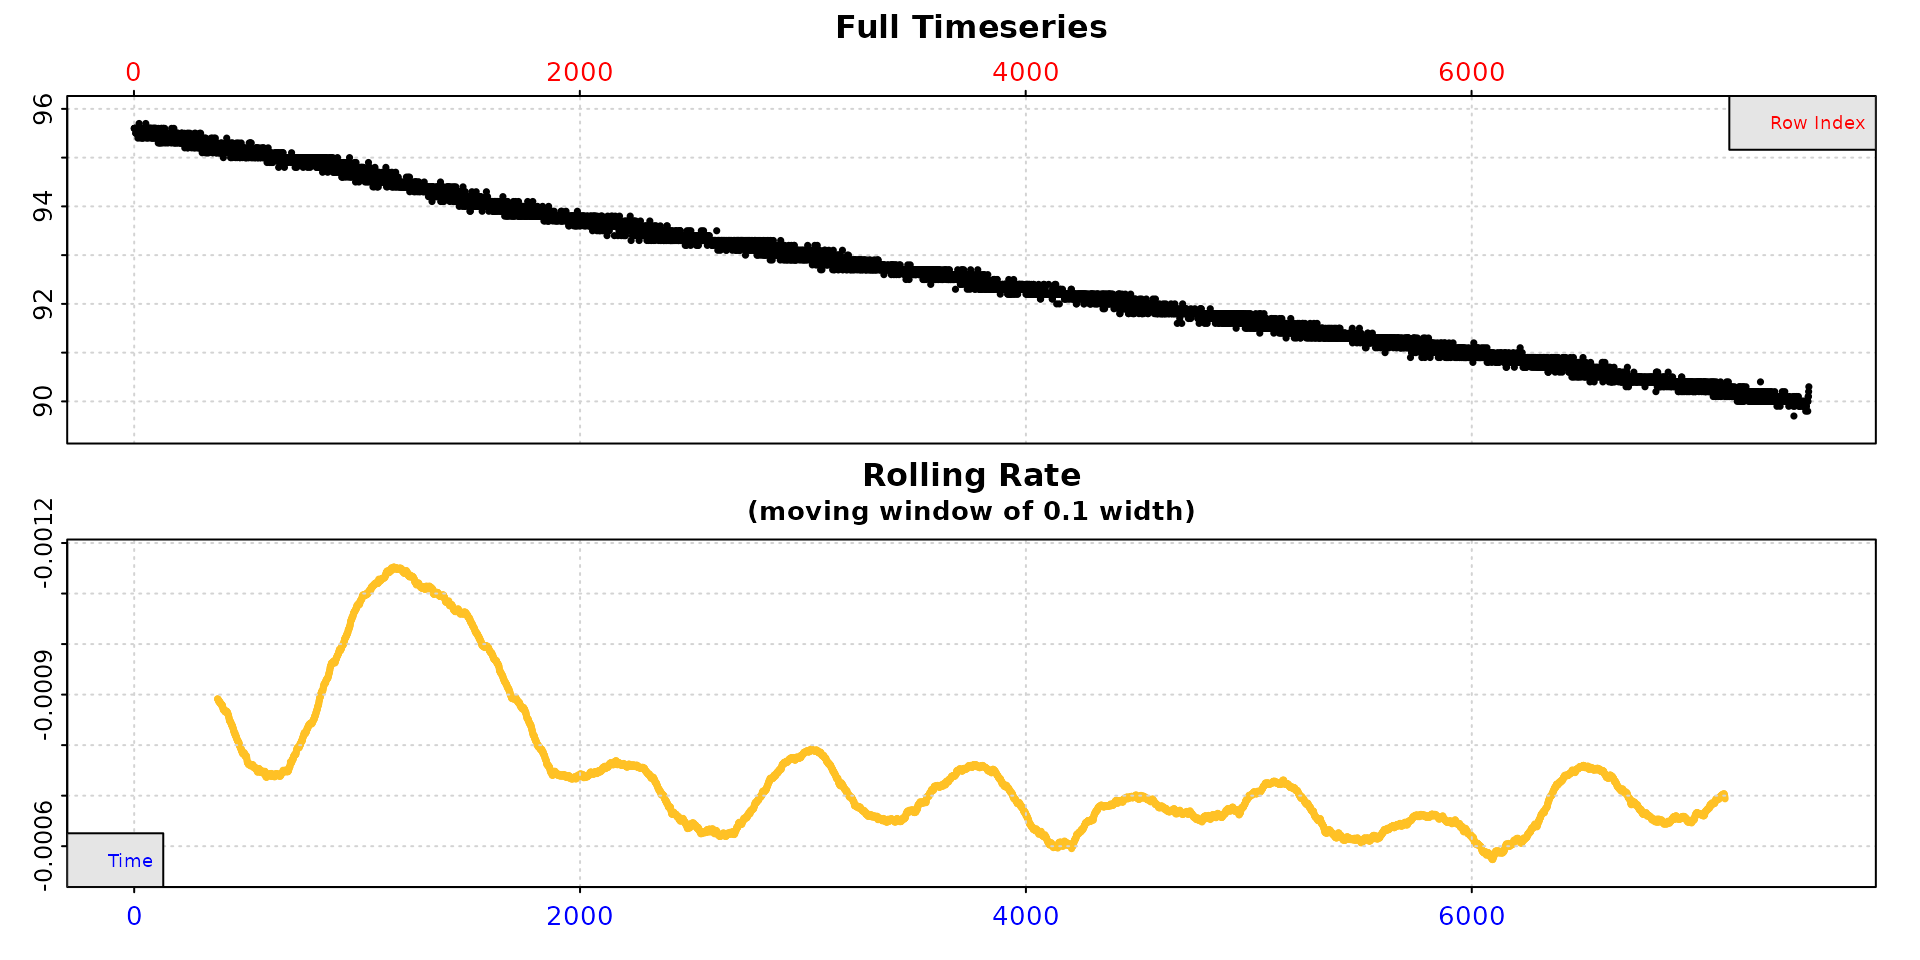 Full Timeseries
0 2000 4000 6000
96
94
92
90
Row Index
Rolling Rate
(moving window of 0.1 width)
-0.0012
-0.0009
-0.0006
Time
0 2000 4000 6000